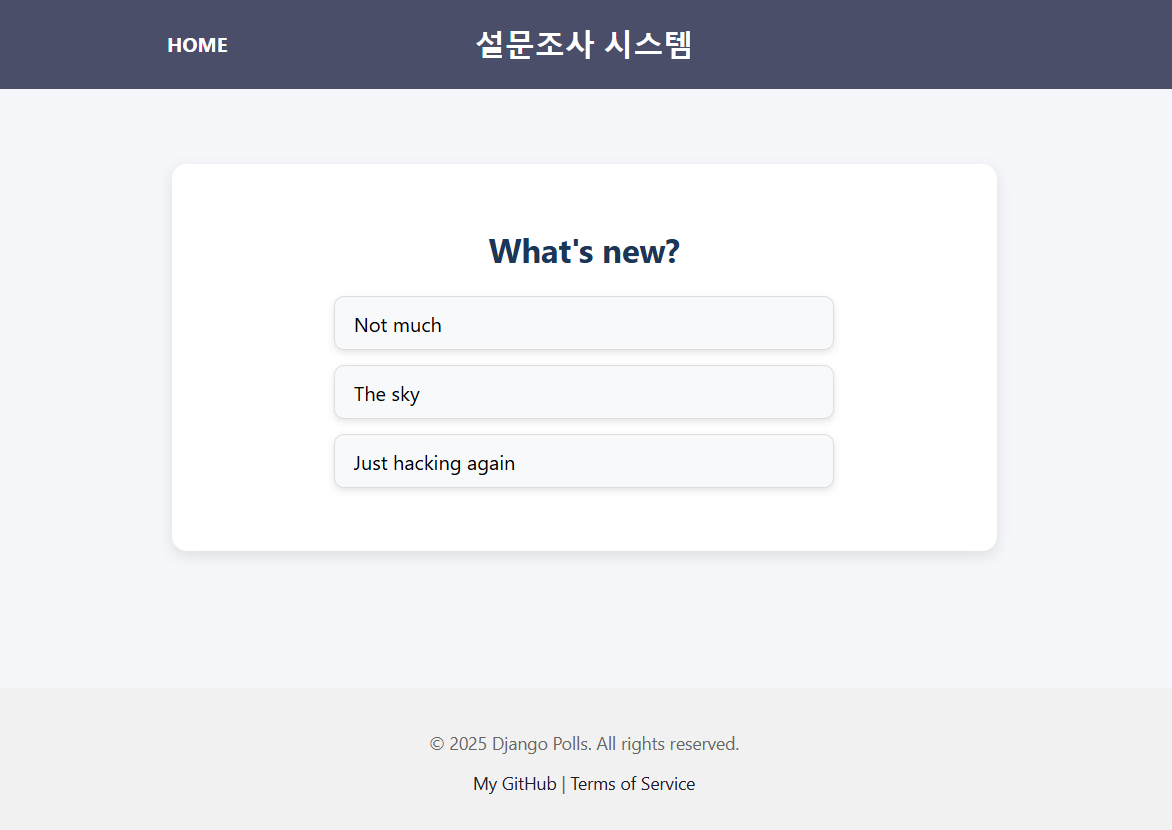 HOME
설문조사 시스템
What's new?
Not much
The sky
Just hacking again
© 2025 Django Polls. All rights reserved.
My GitHub | Terms of Service